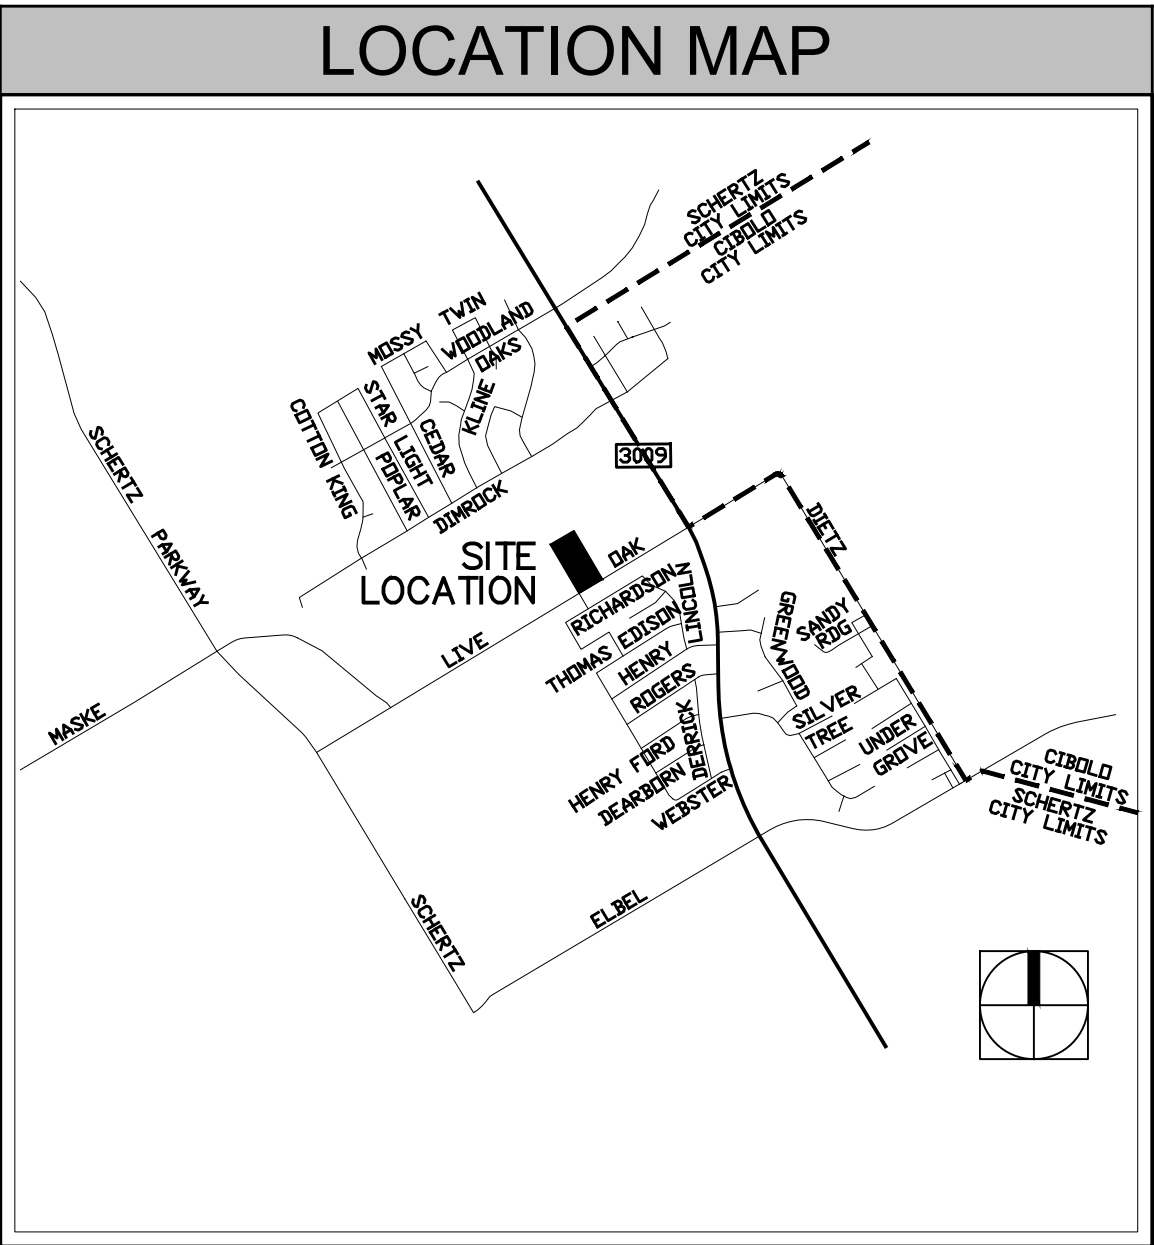 LOCATION MAP
SCHERTZ
CITY LIMITS
CIBOLO
CITY LIMITS
TWIN
MOSSY
WOODLAND
OAKS
KLINE
STAR
LIGHT
CEDAR
POPLAR
COTTON KING
DIMROCK
SCHERTZ
PARKWAY
3009
DIETZ
SITE
LOCATION
OAK
LIVE
RICHARDSON
LINCOLN
EDISON
THOMAS
HENRY
ROGERS
GREENWOOD
SANDY
RDG
SILVER
TREE
UNDER
GROVE
DERRICK
HENRY FORD
DEARBORN
WEBSTER
MASKE
CIBOLO
CITY LIMITS
SCHERTZ
CITY LIMITS
SCHERTZ
ELBEL